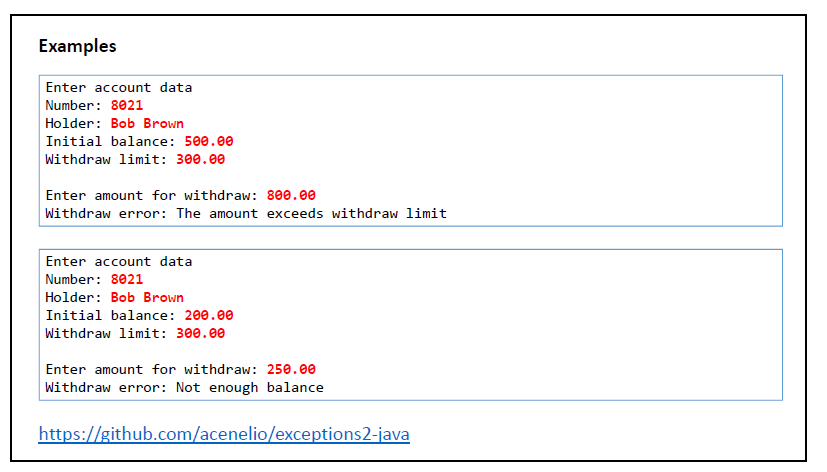 Examples
Enter account data
Number: 8021
Holder: Bob Brown
Initial balance: 500.00
Withdraw limit: 300.00
Enter amount for withdraw: 800.00
Withdraw error: The amount exceeds withdraw limit
Enter account data
Number: 8021
Holder: Bob Brown
Initial balance: 200.00
Withdraw limit: 300.00
Enter amount for withdraw: 250.00
Withdraw error: Not enough balance
https://github.com/acenelio/exceptions2-java